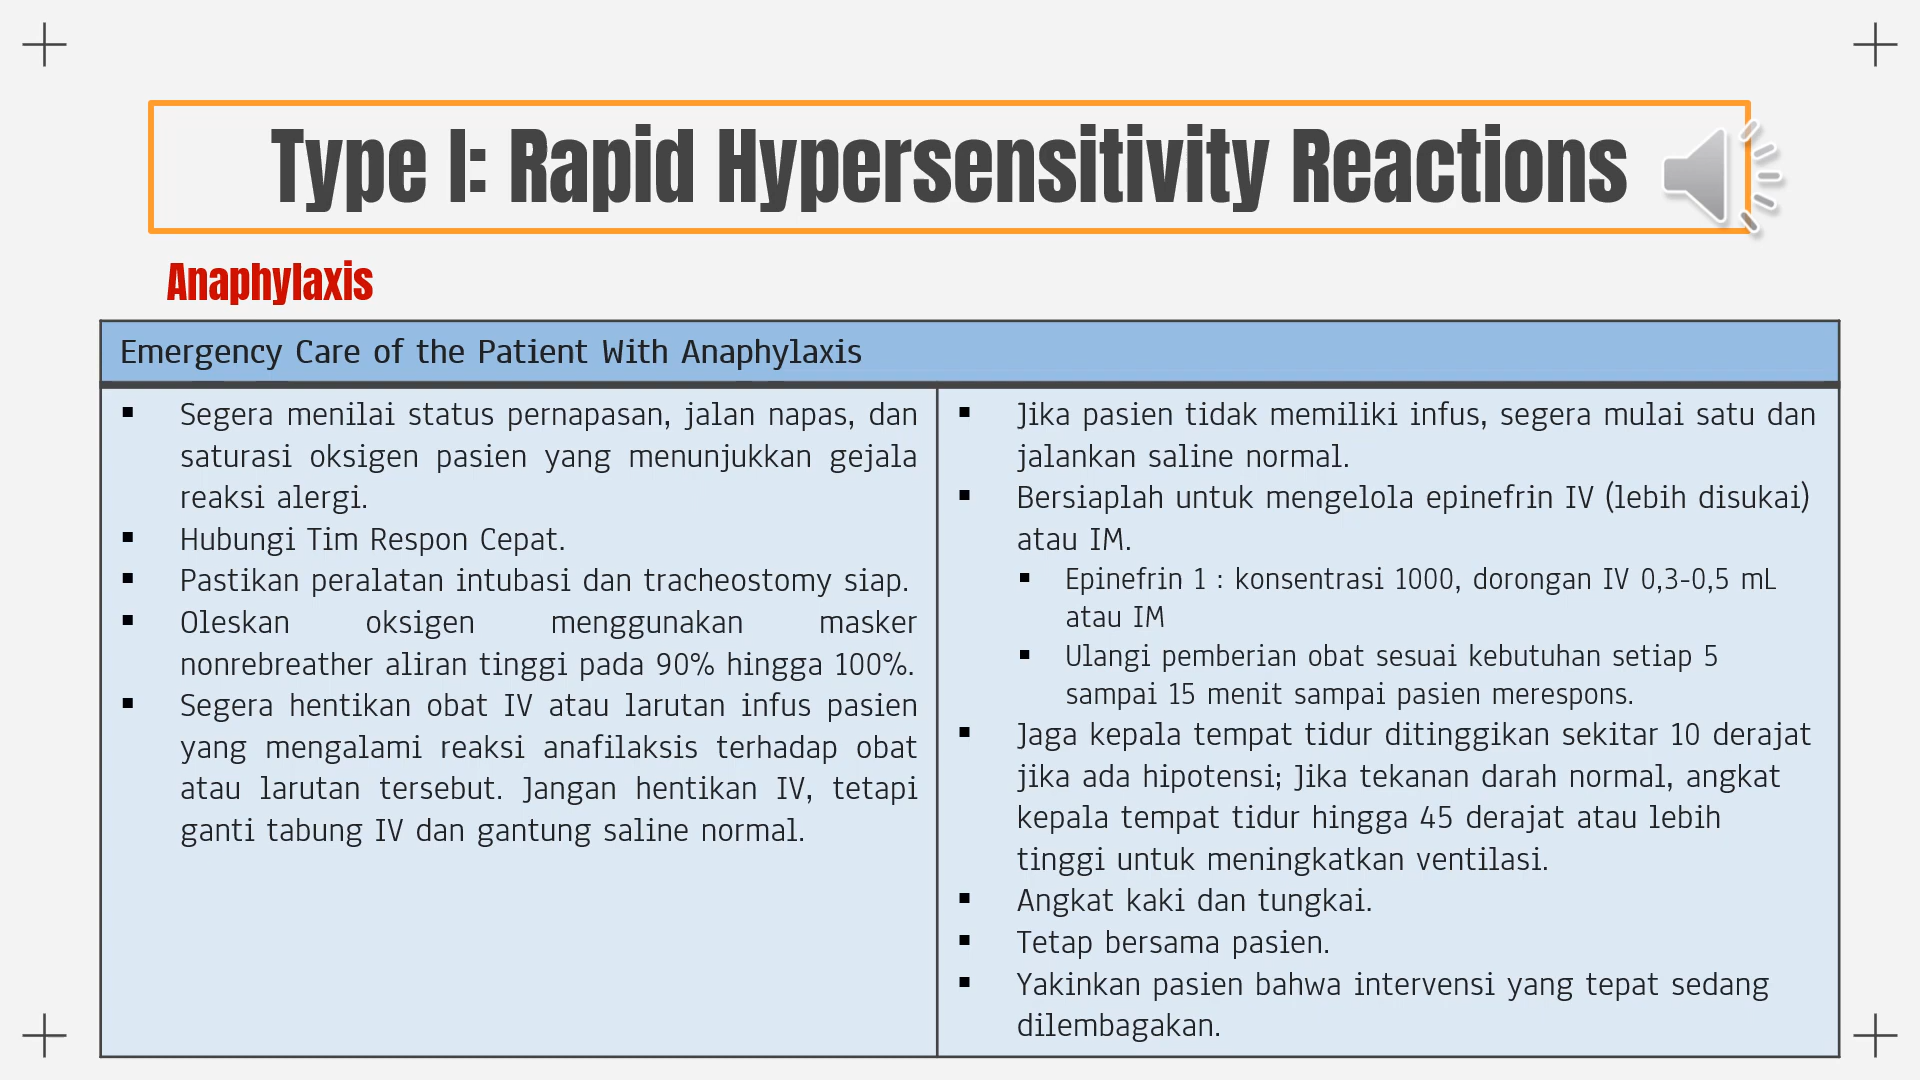 Type I: Rapid Hypersensitivity Reactions
Anaphylaxis
Emergency Care of the Patient With Anaphylaxis
▪ Segera menilai status pernapasan, jalan napas, dan
saturasi oksigen pasien yang menunjukkan gejala
reaksi alergi.
▪ Hubungi Tim Respon Cepat.
▪ Pastikan peralatan intubasi dan tracheostomy siap.
▪ Oleskan oksigen menggunakan masker
nonrebreather aliran tinggi pada 90% hingga 100%.
▪ Segera hentikan obat IV atau larutan infus pasien
yang mengalami reaksi anafilaksis terhadap obat
atau larutan tersebut. Jangan hentikan IV, tetapi
ganti tabung IV dan gantung saline normal.
▪ Jika pasien tidak memiliki infus, segera mulai satu dan
jalankan saline normal.
▪ Bersiaplah untuk mengelola epinefrin IV (lebih disukai)
atau IM.
▪ Epinefrin 1 : konsentrasi 1000, dorongan IV 0,3-0,5 mL
atau IM
▪ Ulangi pemberian obat sesuai kebutuhan setiap 5
sampai 15 menit sampai pasien merespons.
▪ Jaga kepala tempat tidur ditinggikan sekitar 10 derajat
jika ada hipotensi; Jika tekanan darah normal, angkat
kepala tempat tidur hingga 45 derajat atau lebih
tinggi untuk meningkatkan ventilasi.
▪ Angkat kaki dan tungkai.
▪ Tetap bersama pasien.
▪ Yakinkan pasien bahwa intervensi yang tepat sedang
dilembagakan.